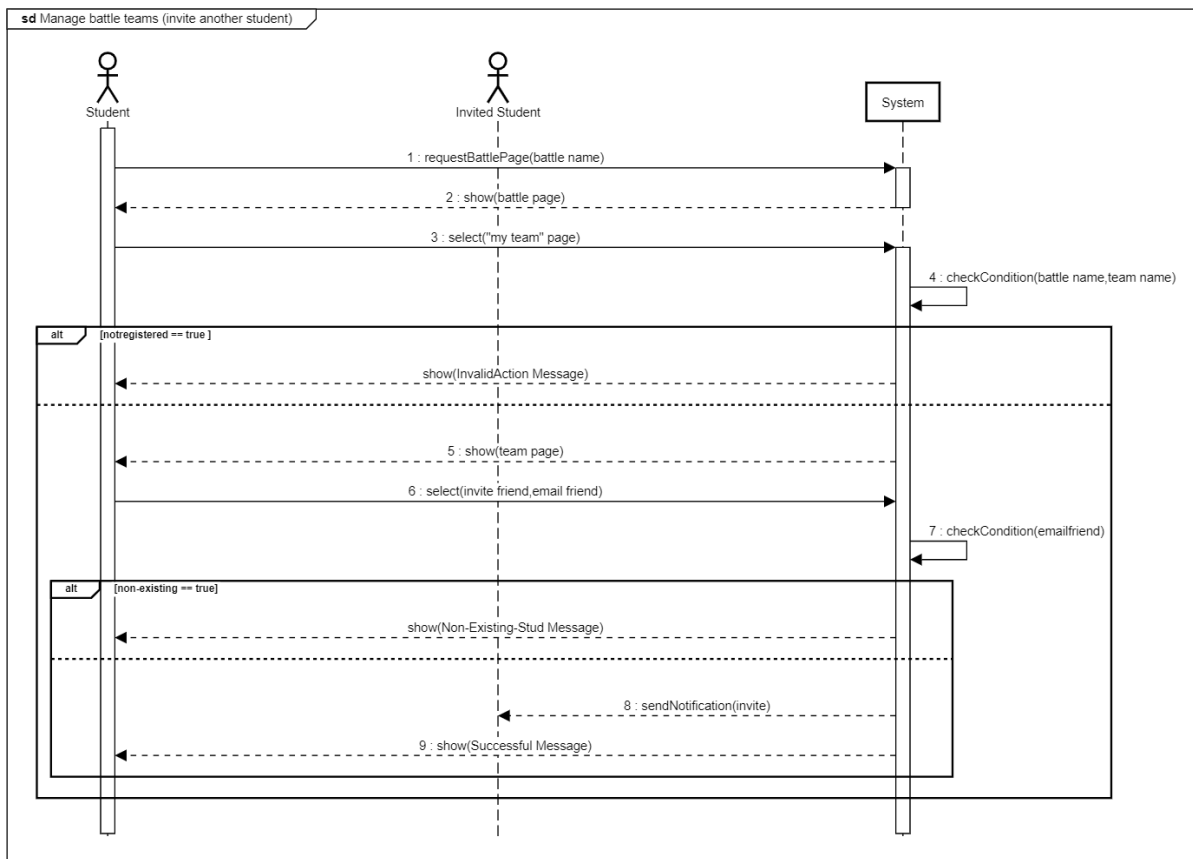 sd Manage battle teams (invite another student)
Student
Invited Student
System
1 : requestBattlePage(battle name)
2 : show(battle page)
3 : select("my team" page)
4 : checkCondition(battle name,team name)
alt
[notregistered == true ]
show(InvalidAction Message)
5 : show(team page)
6 : select(invite friend,email friend)
7 : checkCondition(emailfriend)
alt
[non-existing == true]
show(Non-Existing-Stud Message)
8 : sendNotification(invite)
9 : show(Successful Message)